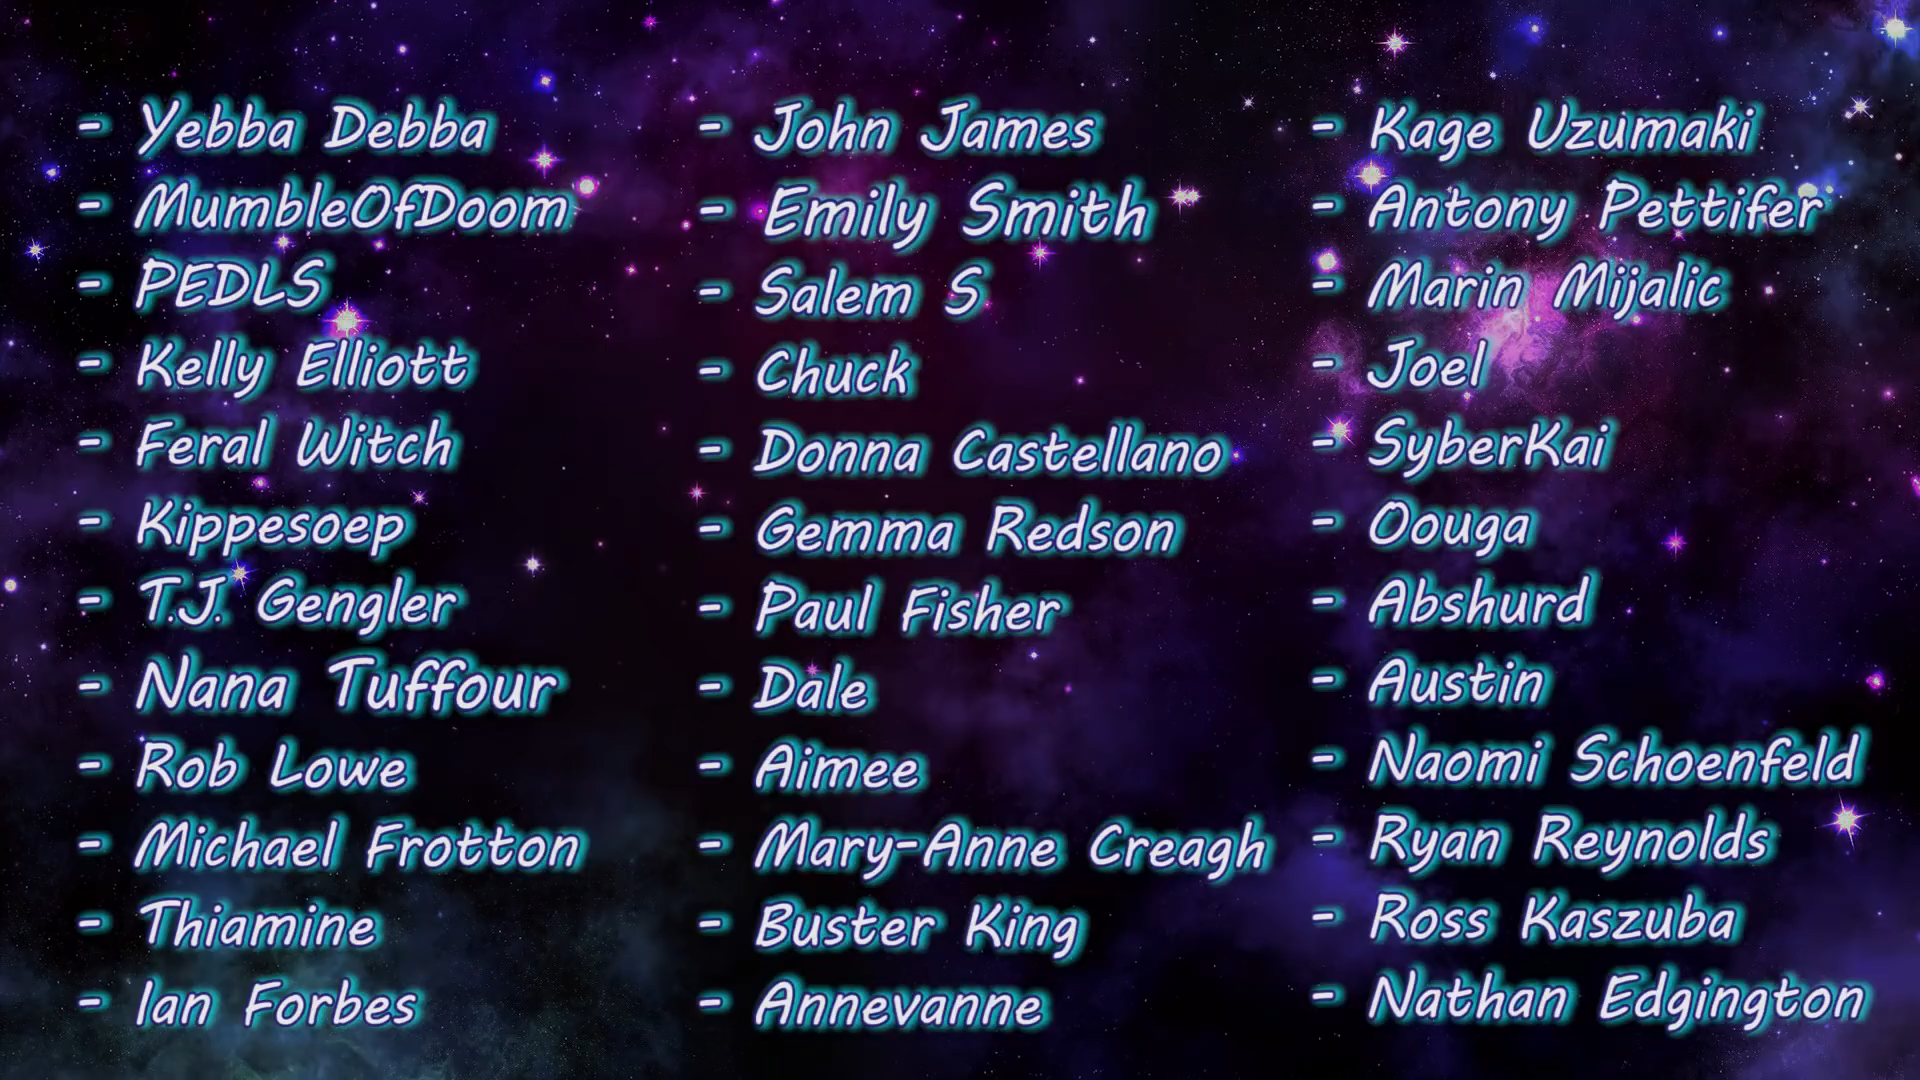 - Yebba Debba
- MumbleOfDoom
- PEDLS
- Kelly Elliott
- Feral Witch
- Kippesoep
- T.J. Gengler
- Nana Tuffour
- Rob Lowe
- Michael Frotton
- Thiamine
- Ian Forbes
- John James
- Emily Smith
- Salem S
- Chuck
- Donna Castellano
- Gemma Redson
- Paul Fisher
- Dale
- Aimee
- Mary-Anne Creagh
- Buster King
- Annevanne
- Kage Uzumaki
- Antony Pettifer
- Marin Mijalic
- Joel
- SyberKai
- Oouga
- Abshurd
- Austin
- Naomi Schoenfeld
- Ryan Reynolds
- Ross Kaszuba
- Nathan Edgington